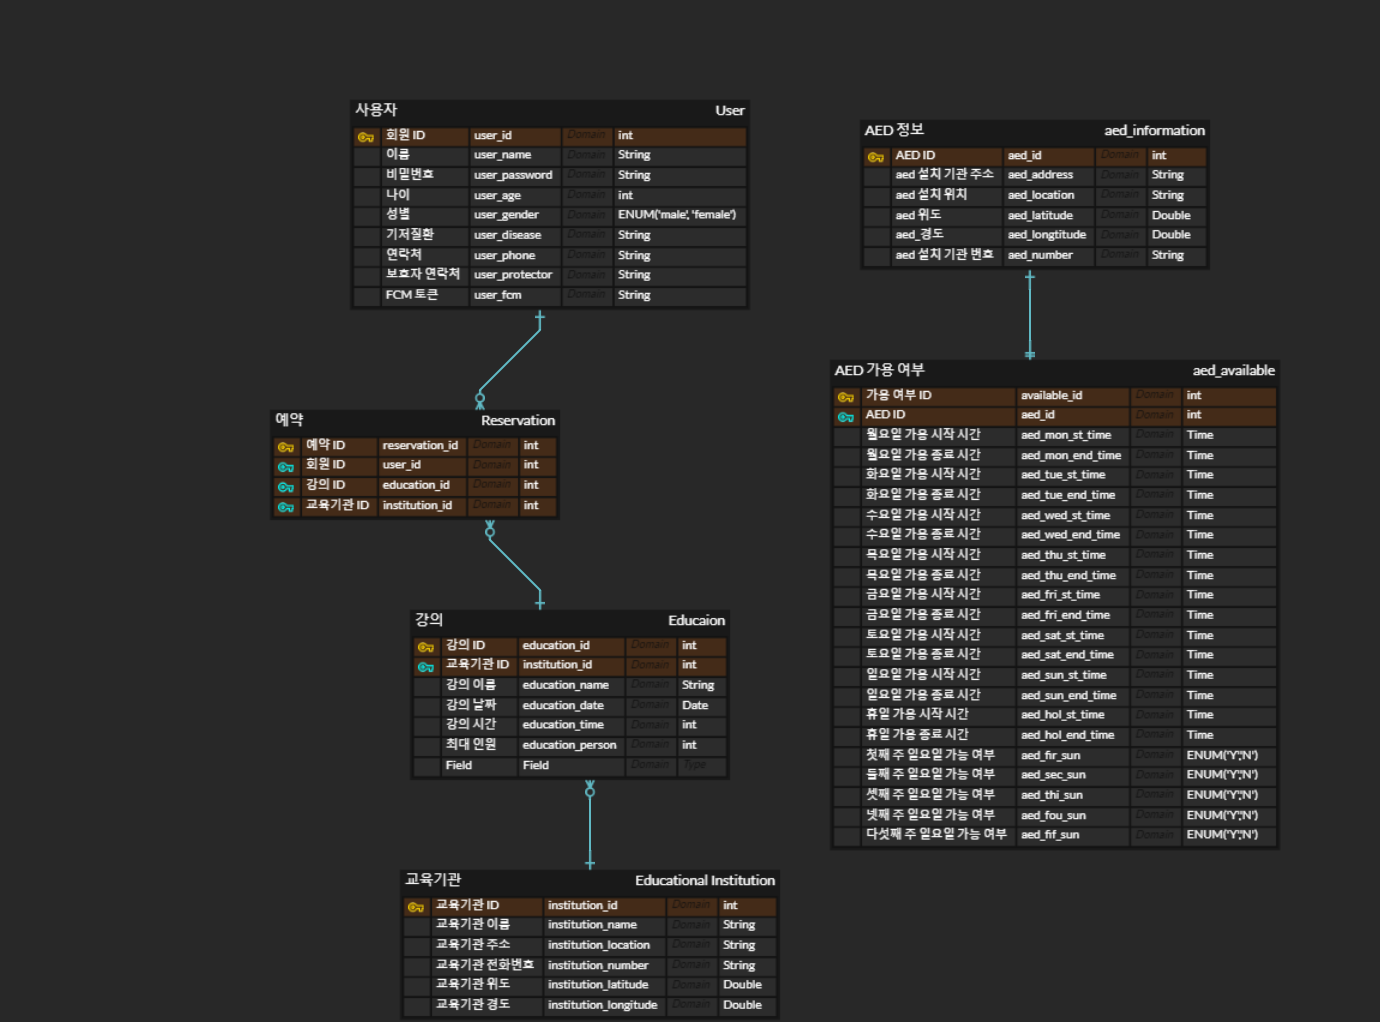 사용자 User
회원 ID user_id Domain int
이름 user_name Domain String
비밀번호 user_password Domain String
나이 user_age Domain int
성별 user_gender Domain ENUM('male', 'female')
기저질환 user_disease Domain String
연락처 user_phone Domain String
보호자 연락처 user_protector Domain String
FCM 토큰 user_fcm Domain String
AED 정보 aed_information
AED ID aed_id Domain int
aed 설치 기관 주소 aed_address Domain String
aed 설치 위치 aed_location Domain String
aed 위도 aed_latitude Domain Double
aed_경도 aed_longtitude Domain Double
aed 설치 기관 번호 aed_number Domain String
예약 Reservation
예약 ID reservation_id Domain int
회원 ID user_id Domain int
강의 ID education_id Domain int
교육기관 ID institution_id Domain int
AED 가용 여부 aed_available
가용 여부 ID available_id Domain int
AED ID aed_id Domain int
월요일 가용 시작 시간 aed_mon_st_time Domain Time
월요일 가용 종료 시간 aed_mon_end_time Domain Time
화요일 가용 시작 시간 aed_tue_st_time Domain Time
화요일 가용 종료 시간 aed_tue_end_time Domain Time
수요일 가용 시작 시간 aed_wed_st_time Domain Time
수요일 가용 종료 시간 aed_wed_end_time Domain Time
목요일 가용 시작 시간 aed_thu_st_time Domain Time
목요일 가용 종료 시간 aed_thu_end_time Domain Time
금요일 가용 시작 시간 aed_fri_st_time Domain Time
금요일 가용 종료 시간 aed_fri_end_time Domain Time
토요일 가용 시작 시간 aed_sat_st_time Domain Time
토요일 가용 종료 시간 aed_sat_end_time Domain Time
일요일 가용 시작 시간 aed_sun_st_time Domain Time
일요일 가용 종료 시간 aed_sun_end_time Domain Time
휴일 가용 시작 시간 aed_hol_st_time Domain Time
휴일 가용 종료 시간 aed_hol_end_time Domain Time
첫째 주 일요일 가능 여부 aed_fir_sun Domain ENUM('Y','N')
둘째 주 일요일 가능 여부 aed_sec_sun Domain ENUM('Y','N')
셋째 주 일요일 가능 여부 aed_thi_sun Domain ENUM('Y','N')
넷째 주 일요일 가능 여부 aed_fou_sun Domain ENUM('Y','N')
다섯째 주 일요일 가능 여부 aed_fif_sun Domain ENUM('Y','N')
강의 Educaion
강의 ID education_id Domain int
교육기관 ID institution_id Domain int
강의 이름 education_name Domain String
강의 날짜 education_date Domain Date
강의 시간 education_time Domain int
최대 인원 education_person Domain int
Field Field Domain Type
교육기관 Educational Institution
교육기관 ID institution_id Domain int
교육기관 이름 institution_name Domain String
교육기관 주소 institution_location Domain String
교육기관 전화번호 institution_number Domain String
교육기관 위도 institution_latitude Domain Double
교육기관 경도 institution_longitude Domain Double